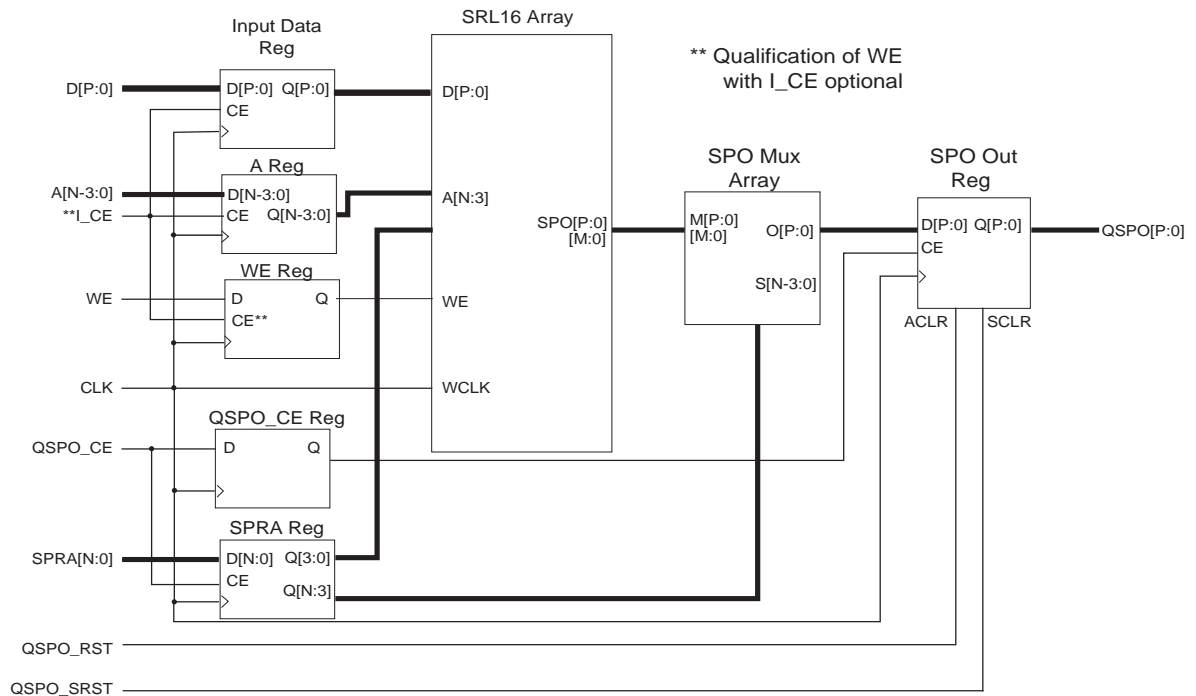 SRL16 Array
Input Data
Reg
** Qualification of WE
with I_CE optional
D[P:0]
D[P:0] Q[P:0]
CE
D[P:0]
A Reg
A[N-3:0]
**I_CE
D[N-3:0]
CE Q[N-3:0]
A[N:3]
SPO Mux
Array
SPO Out
Reg
SPO[P:0]
[M:0]
M[P:0]
[M:0]
O[P:0]
S[N-3:0]
D[P:0] Q[P:0]
CE
QSPO[P:0]
ACLR SCLR
WE Reg
WE
D Q
CE**
WE
CLK
WCLK
QSPO_CE Reg
QSPO_CE
D Q
SPRA Reg
SPRA[N:0]
D[N:0] Q[3:0]
CE
Q[N:3]
QSPO_RST
QSPO_SRST